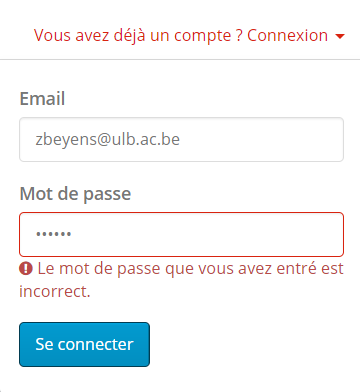 Vous avez déjà un compte ? Connexion
Email
zbeyens@ulb.ac.be
Mot de passe
••••••
Le mot de passe que vous avez entré est
incorrect.
Se connecter